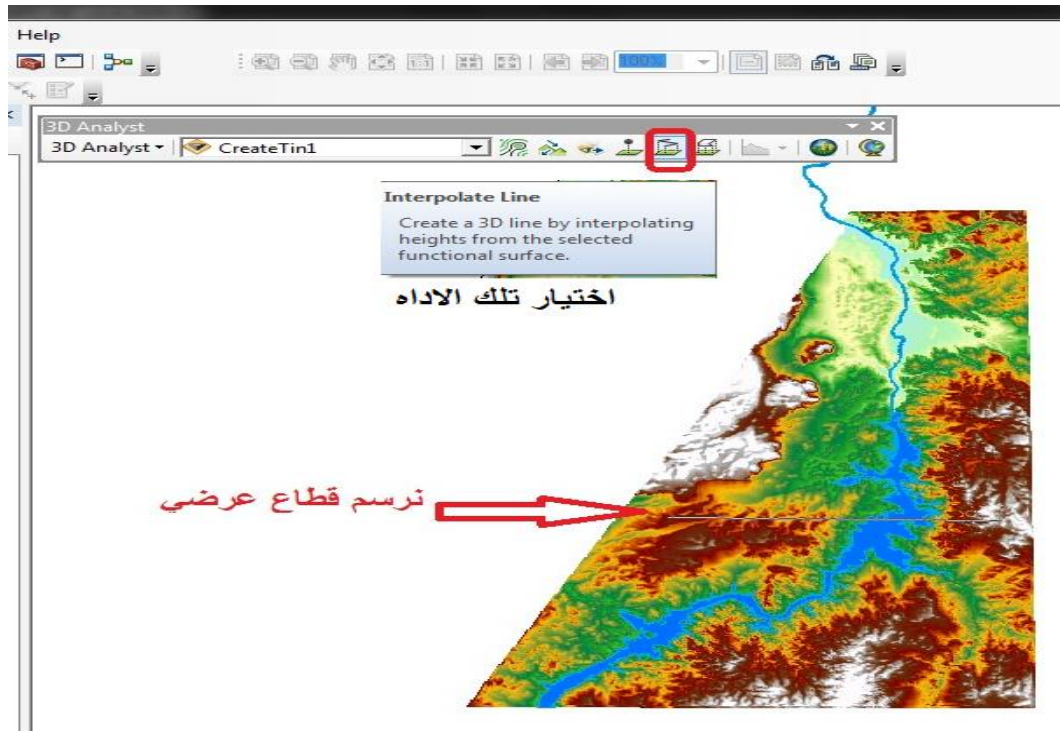 Help
100%
3D Analyst
3D Analyst CreateTin1
Interpolate Line
Create a 3D line by interpolating
heights from the selected
functional surface.
اختيار تلك الاداه
نرسم قطاع عرضي